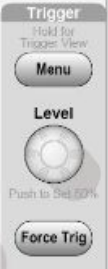 Trigger
Hold for
Trigger View
Menu
Level
Push to Set 50%
Force Trig